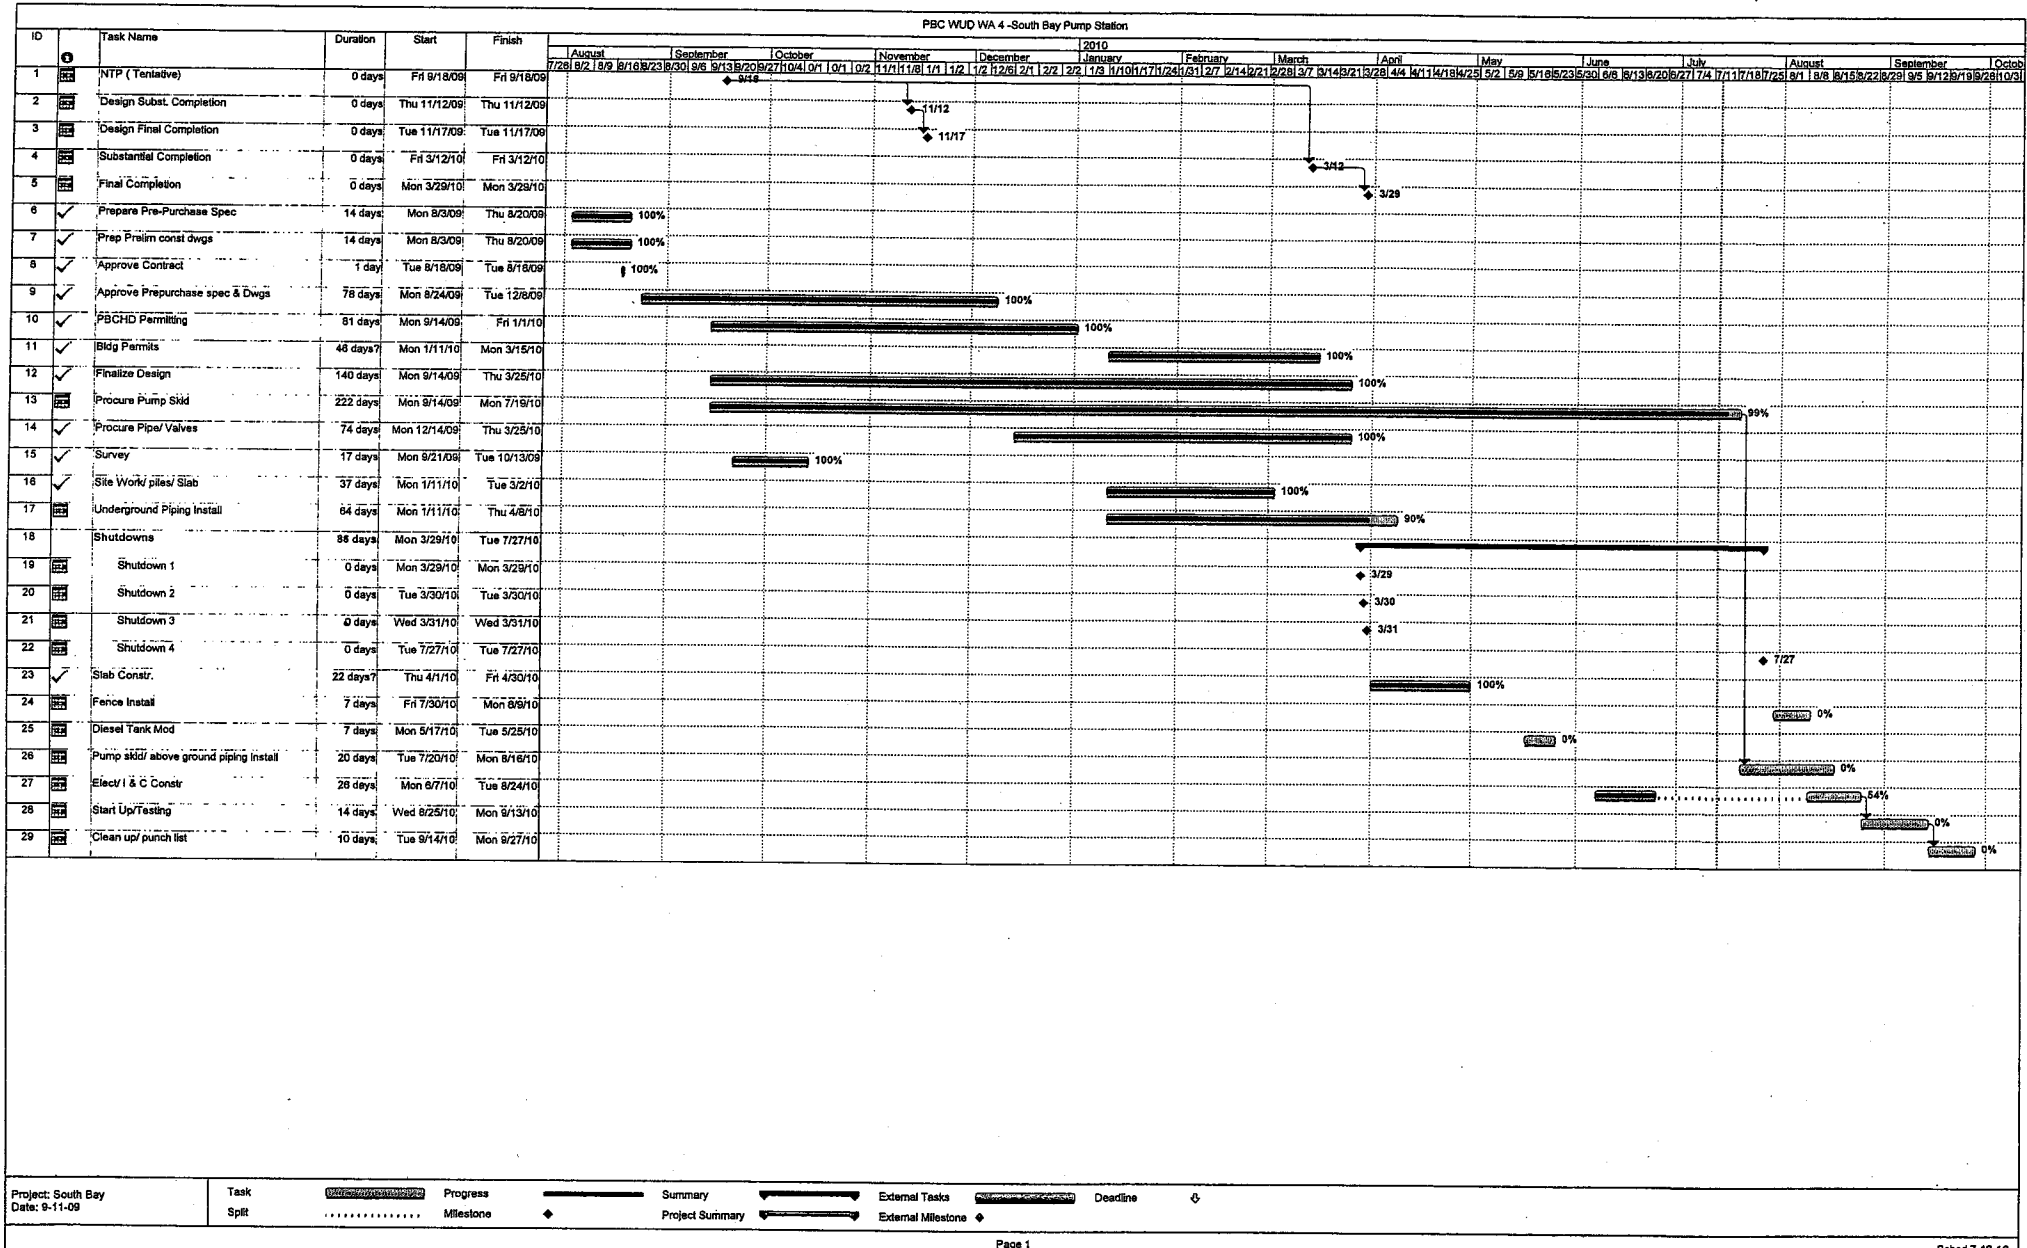 PBC WUD WA 4 -South Bay Pump Station
ID Task Name Duration Start Finish
2010
August September October November December January February March April May June July August September Octob
1 NTP ( Tentative) 0 days Fri 9/18/09 Fri 9/18/09 9/18
2 Design Subst. Completion 0 days Thu 11/12/09 Thu 11/12/09 11/12
3 Design Final Completion 0 days Tue 11/17/09 Tue 11/17/09 11/17
4 Substantial Completion 0 days Fri 3/12/10 Fri 3/12/10 3/12
5 Final Completion 0 days Mon 3/29/10 Mon 3/29/10 3/29
6 Prepare Pre-Purchase Spec 14 days Mon 8/3/09 Thu 8/20/09 100%
7 Prep Prelim const dwgs 14 days Mon 8/3/09 Thu 8/20/09 100%
8 Approve Contract 1 day Tue 8/18/09 Tue 8/18/09 100%
9 Approve Prepurchase spec & Dwgs 78 days Mon 8/24/09 Tue 12/8/09 100%
10 PBCHD Permitting 81 days Mon 9/14/09 Fri 1/1/10 100%
11 Bldg Permits 46 days? Mon 1/11/10 Mon 3/15/10 100%
12 Finalize Design 140 days Mon 9/14/09 Thu 3/25/10 100%
13 Procure Pump Skid 222 days Mon 9/14/09 Mon 7/19/10 99%
14 Procure Pipe/ Valves 74 days Mon 12/14/09 Thu 3/25/10 100%
15 Survey 17 days Mon 9/21/09 Tue 10/13/09 100%
16 Site Work/ piles/ Slab 37 days Mon 1/11/10 Tue 3/2/10 100%
17 Underground Piping Install 64 days Mon 1/11/10 Thu 4/8/10 90%
18 Shutdowns 86 days Mon 3/29/10 Tue 7/27/10
19 Shutdown 1 0 days Mon 3/29/10 Mon 3/29/10 3/29
20 Shutdown 2 0 days Tue 3/30/10 Tue 3/30/10 3/30
21 Shutdown 3 0 days Wed 3/31/10 Wed 3/31/10 3/31
22 Shutdown 4 0 days Tue 7/27/10 Tue 7/27/10 7/27
23 Slab Constr. 22 days? Thu 4/1/10 Fri 4/30/10 100%
24 Fence Install 7 days Fri 7/30/10 Mon 8/9/10 0%
25 Diesel Tank Mod 7 days Mon 5/17/10 Tue 5/25/10 0%
26 Pump skid/ above ground piping install 20 days Tue 7/20/10 Mon 8/16/10 0%
27 Elect/ I & C Constr 26 days Mon 6/7/10 Tue 8/24/10 54%
28 Start Up/Testing 14 days Wed 8/25/10 Mon 9/13/10 0%
29 Clean up/ punch list 10 days Tue 9/14/10 Mon 9/27/10 0%
Project: South Bay
Date: 9-11-09
Task Progress Summary External Tasks Deadline
Split Milestone Project Summary External Milestone
Page 1